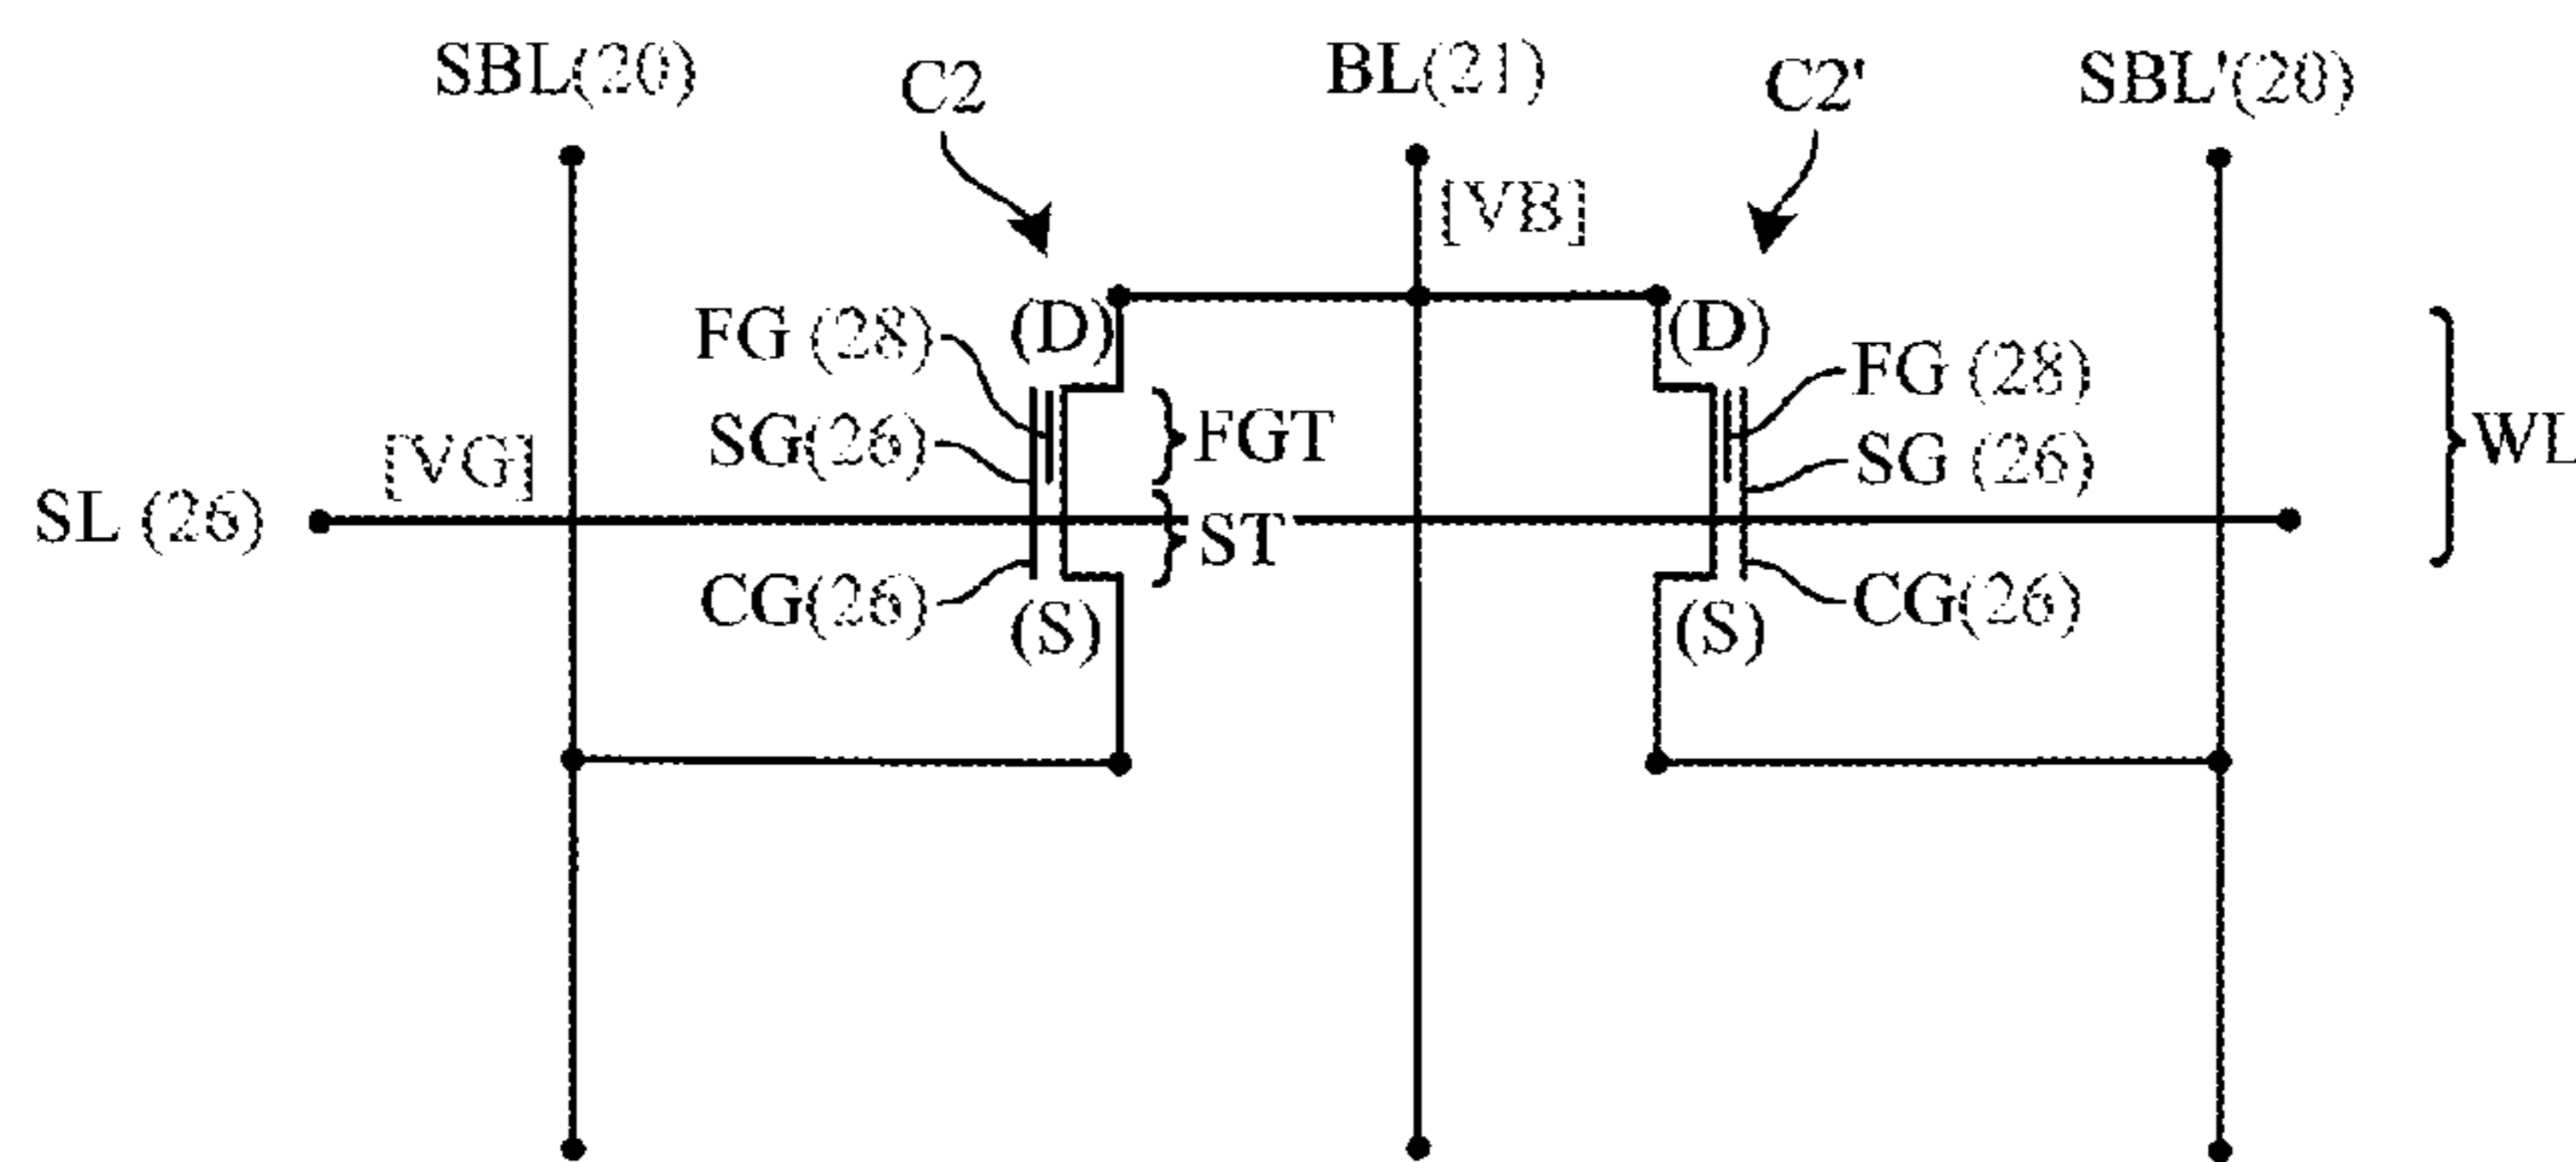 SBL(20)
C2
BL(21)
C2'
SBL'(20)
[VB]
(D)
(D)
FG (28)
FG (28)
SG(26)
FGT
SG (26)
WL
[VG]
SL (26)
ST
CG(26)
CG(26)
(S)
(S)